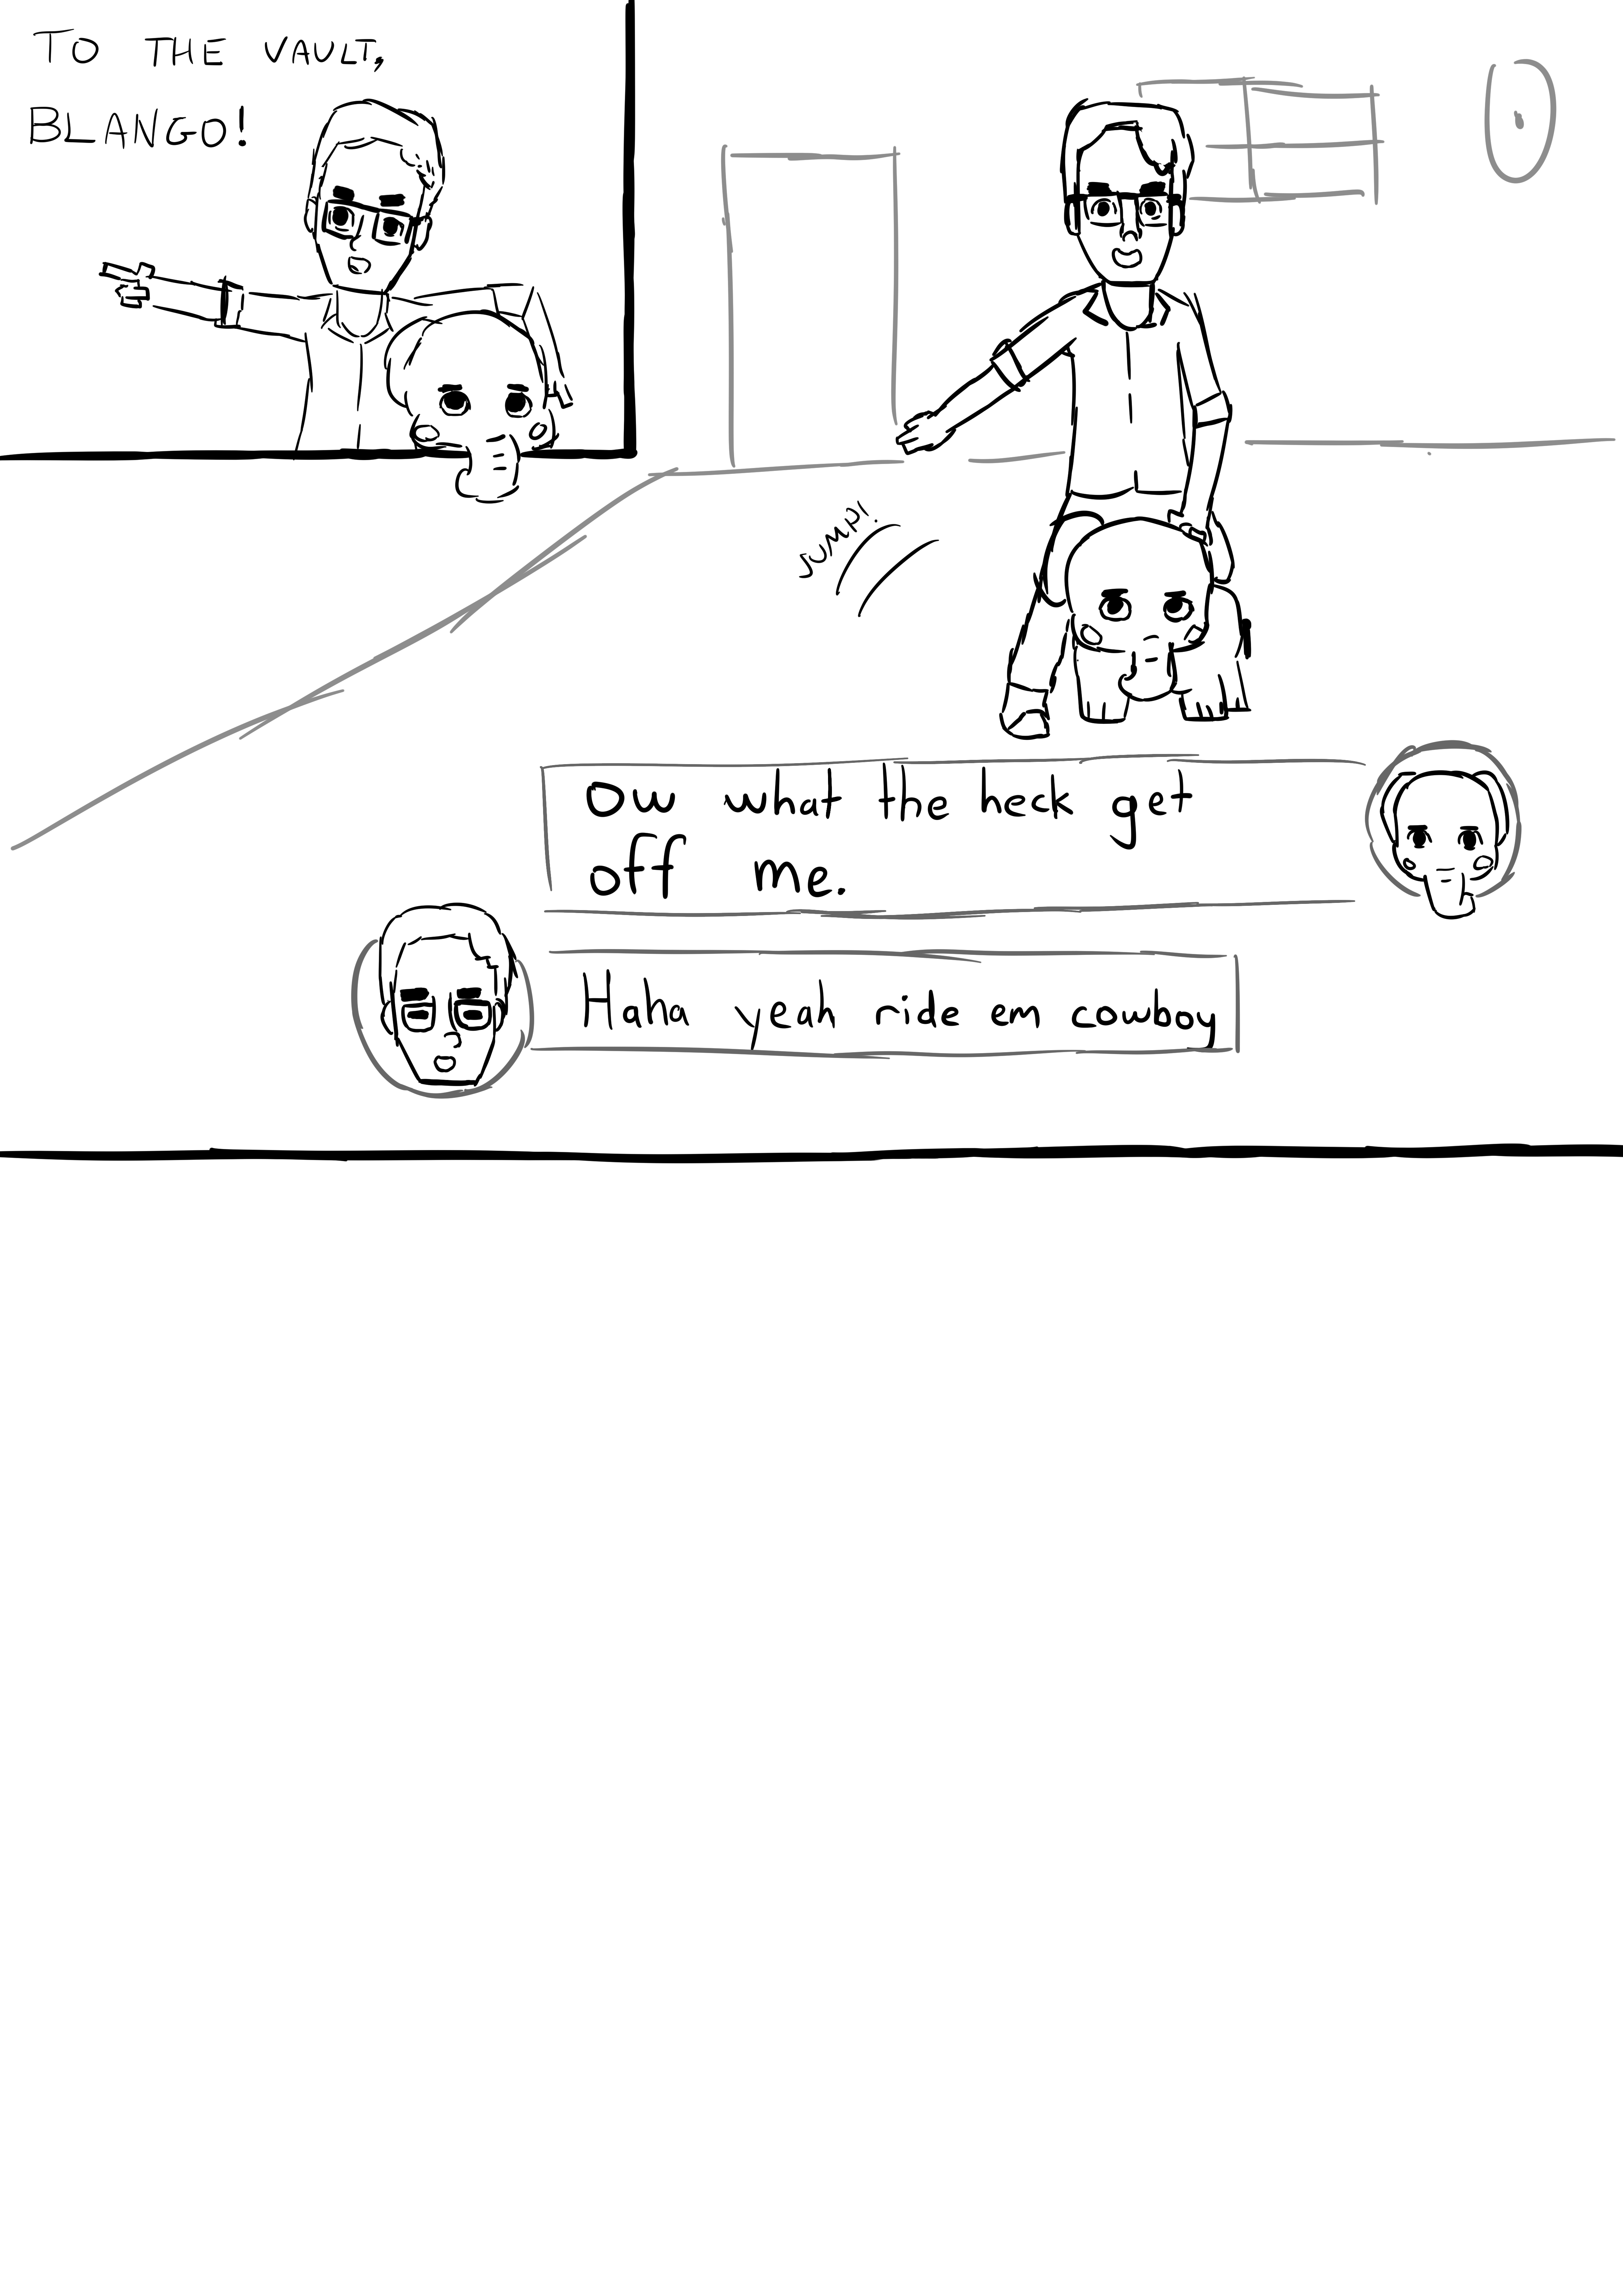 TO THE VAULT,
BLANGO!
JUMP!
Ow what the heck get
off me.
Haha yeah ride em cowboy